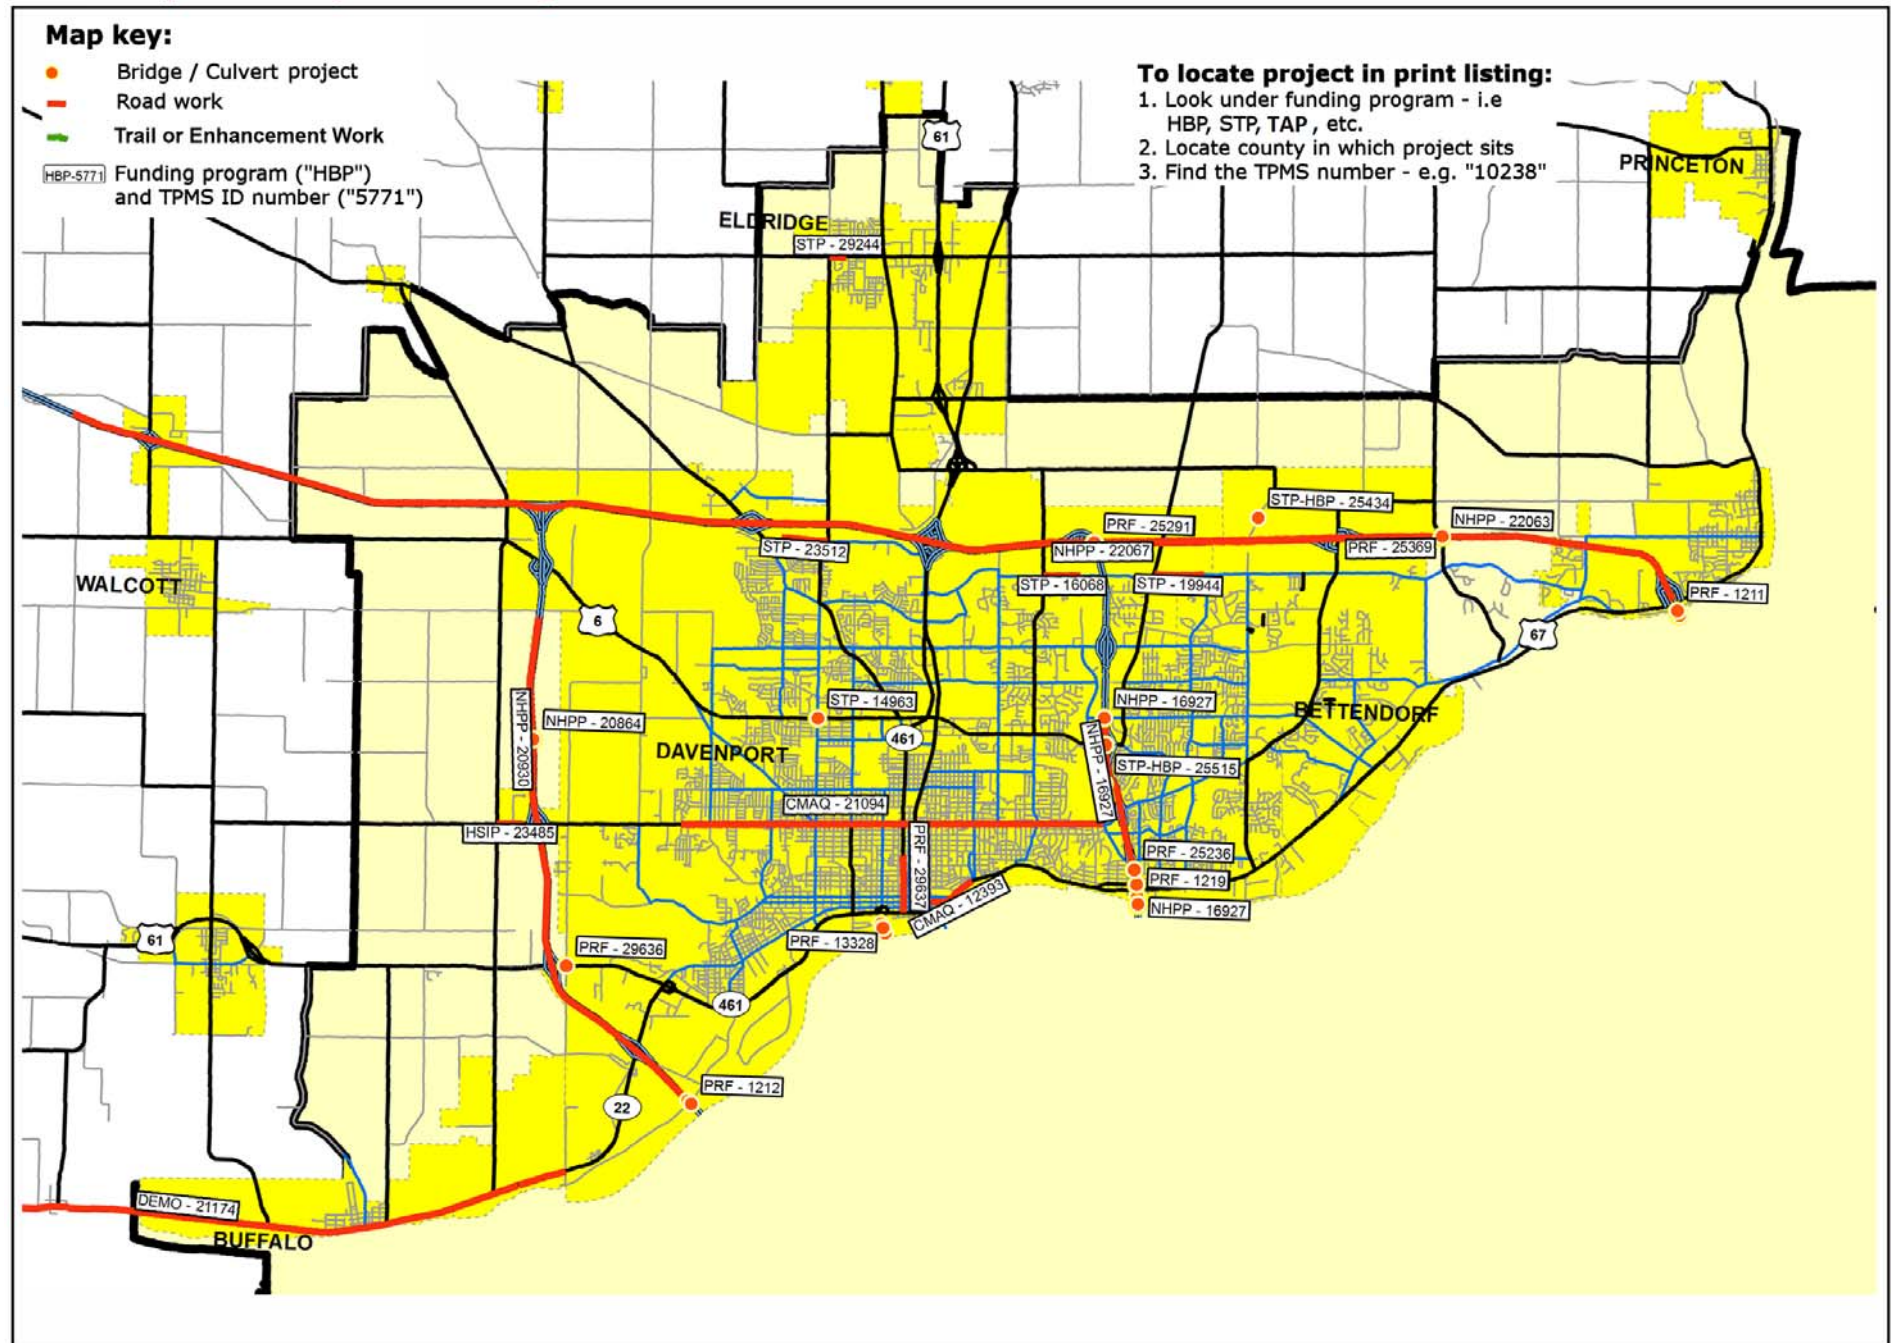 Map key:
Bridge / Culvert project
Road work
Trail or Enhancement Work
HBP-5771
Funding program ("HBP")
and TPMS ID number ("5771")
To locate project in print listing:
1. Look under funding program - i.e
HBP, STP, TAP , etc.
2. Locate county in which project sits
3. Find the TPMS number - e.g. "10238"
61
PRINCETON
ELDRIDGE
STP - 29244
STP-HBP - 25434
PRF - 25291
NHPP - 22063
STP - 23512
NHPP - 22067
PRF - 25369
WALCOTT
STP - 16068
STP - 19944
PRF - 1211
6
67
NHPP - 20930
NHPP - 20864
STP - 14963
NHPP - 16927
BETTENDORF
461
DAVENPORT
NHPP - 16927
STP-HBP - 25515
CMAQ - 21094
HSIP - 23485
PRF - 29637
PRF - 25236
PRF - 1219
CMAQ - 12393
NHPP - 16927
61
PRF - 29636
PRF - 13328
461
PRF - 1212
22
DEMO - 21174
BUFFALO